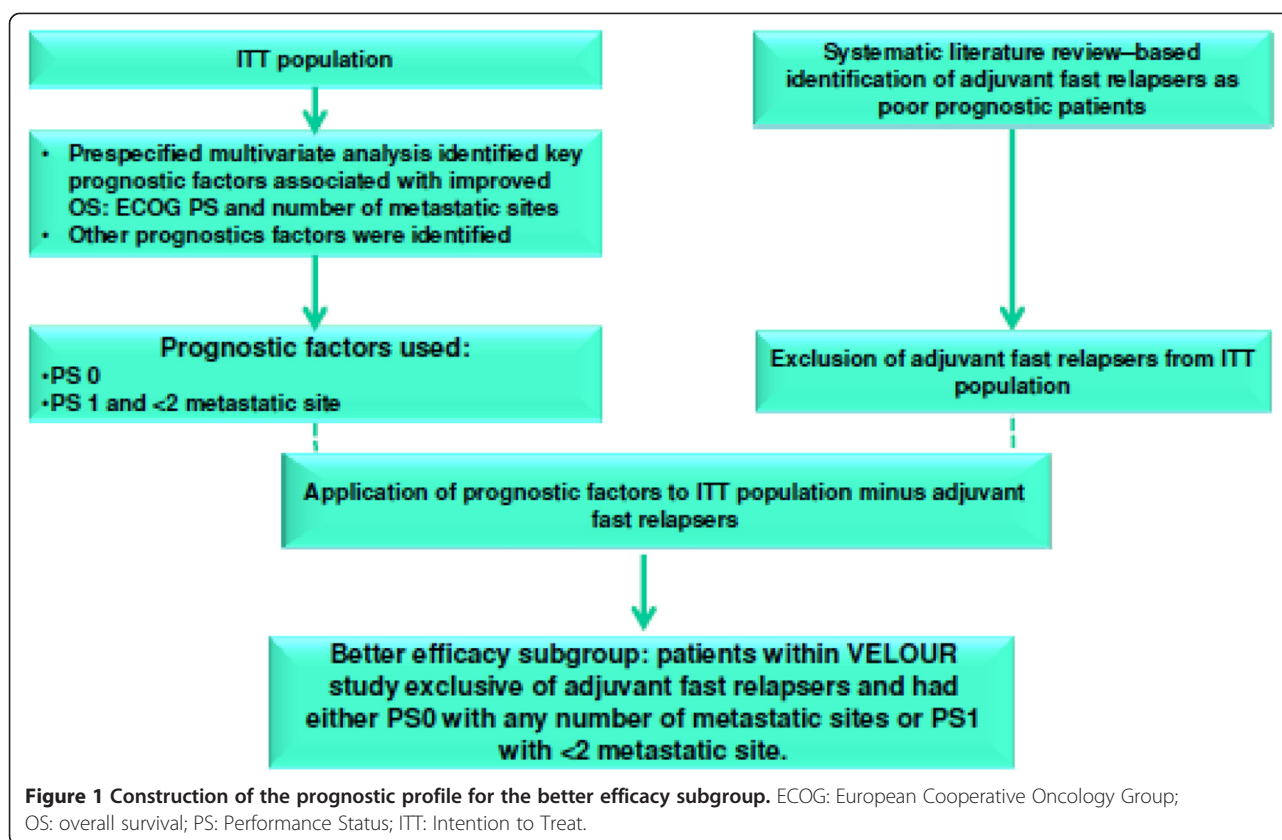 ITT population
Systematic literature review–based
identification of adjuvant fast relapsers as
poor prognostic patients
• Prespecified multivariate analysis identified key
prognostic factors associated with improved
OS: ECOG PS and number of metastatic sites
• Other prognostics factors were identified
Prognostic factors used:
•PS 0
•PS 1 and <2 metastatic site
Exclusion of adjuvant fast relapsers from ITT
population
Application of prognostic factors to ITT population minus adjuvant
fast relapsers
Better efficacy subgroup: patients within VELOUR
study exclusive of adjuvant fast relapsers and had
either PS0 with any number of metastatic sites or PS1
with <2 metastatic site.
Figure 1 Construction of the prognostic profile for the better efficacy subgroup. ECOG: European Cooperative Oncology Group;
OS: overall survival; PS: Performance Status; ITT: Intention to Treat.